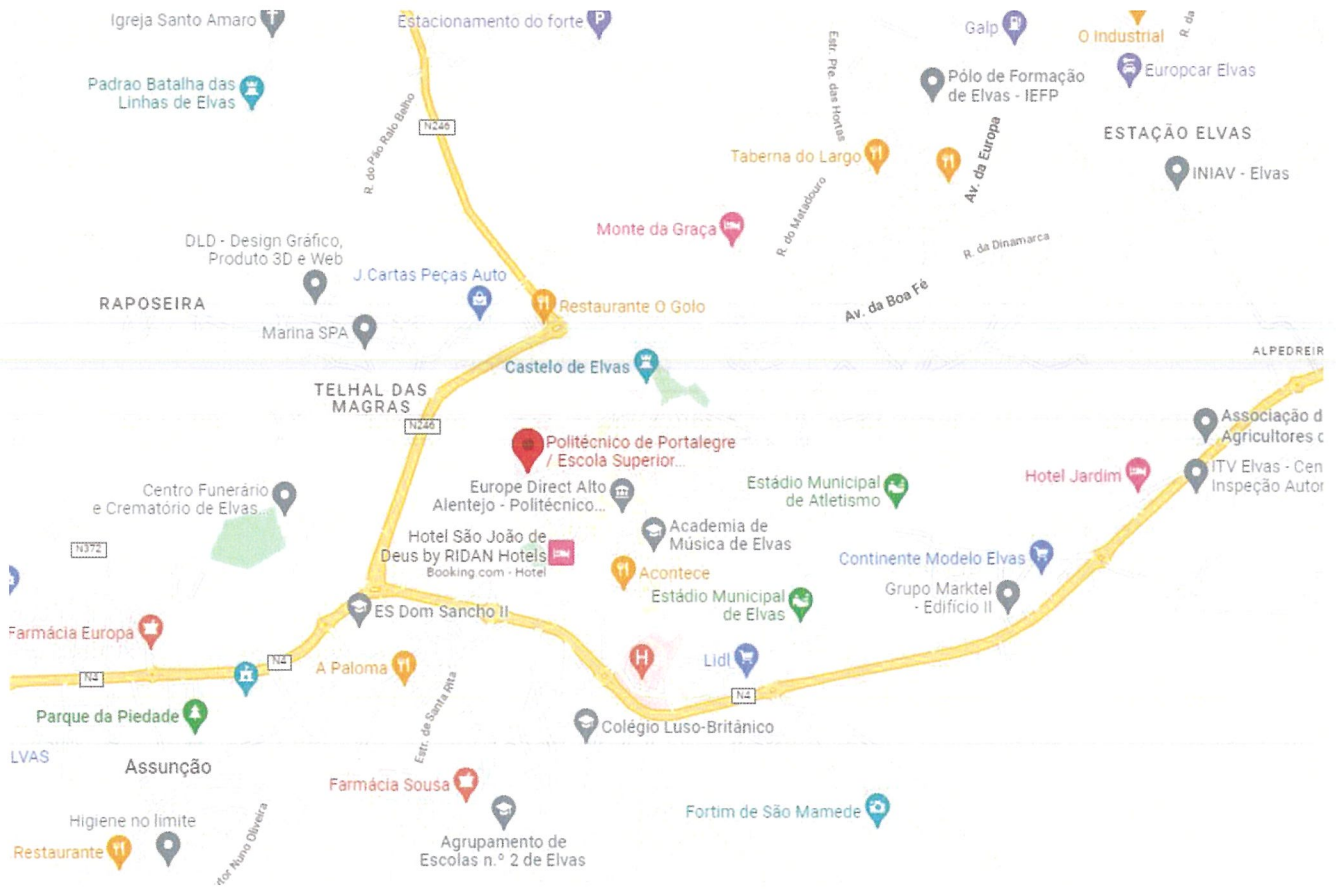 Igreja Santo Amaro
Estacionamento do forte
P
Galp
O Industrial
R. da
Padrao Batalha das
Linhas de Elvas
R. do Pão Ralo Balho
N246
Estr. Pte. das Hortas
Pólo de Formação
de Elvas - IEFP
Europcar Elvas
ESTAÇÃO ELVAS
Taberna do Largo
Av. da Europa
INIAV - Elvas
Monte da Graça
R. do Matadouro
R. da Dinamarca
DLD - Design Gráfico,
Produto 3D e Web
J.Cartas Peças Auto
RAPOSEIRA
Restaurante O Golo
Av. da Boa Fé
Marina SPA
ALPEDREIR
Castelo de Elvas
TELHAL DAS
MAGRAS
N246
Associação d
Agricultores c
Politécnico de Portalegre
/ Escola Superior...
Europe Direct Alto
Alentejo - Politécnico...
Estádio Municipal
de Atletismo
Hotel Jardim
ITV Elvas - Cen
Inspeção Autor
Centro Funerário
e Crematório de Elvas...
Academia de
Música de Elvas
Hotel São João de
Deus by RIDAN Hotels
Booking.com - Hotel
N372
Continente Modelo Elvas
Acontece
Grupo Marktel
- Edifício II
Estádio Municipal
de Elvas
ES Dom Sancho II
Farmácia Europa
H
Lidl
N4
N4
A Paloma
N4
Estr. de Santa Rita
Parque da Piedade
Colégio Luso-Britânico
LVAS
Assunção
Farmácia Sousa
Fortim de São Mamede
Higiene no limite
Restaurante
Agrupamento de
Escolas n.º 2 de Elvas
dor Nuno Oliveira